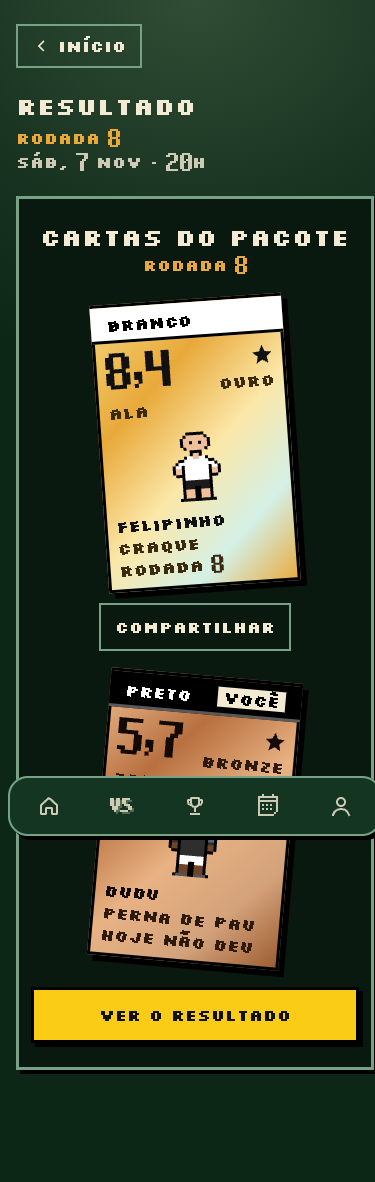 INÍCIO
RESULTADO
RODADA 8
SÁB, 7 NOV · 20H
CARTAS DO PACOTE
RODADA 8
BRANCO
8,4
OURO
ALA
FELIPINHO
CRAQUE
RODADA 8
COMPARTILHAR
PRETO VOCÊ
5,7
BRONZE
VS
DUDU
PERNA DE PAU
HOJE NÃO DEU
VER O RESULTADO